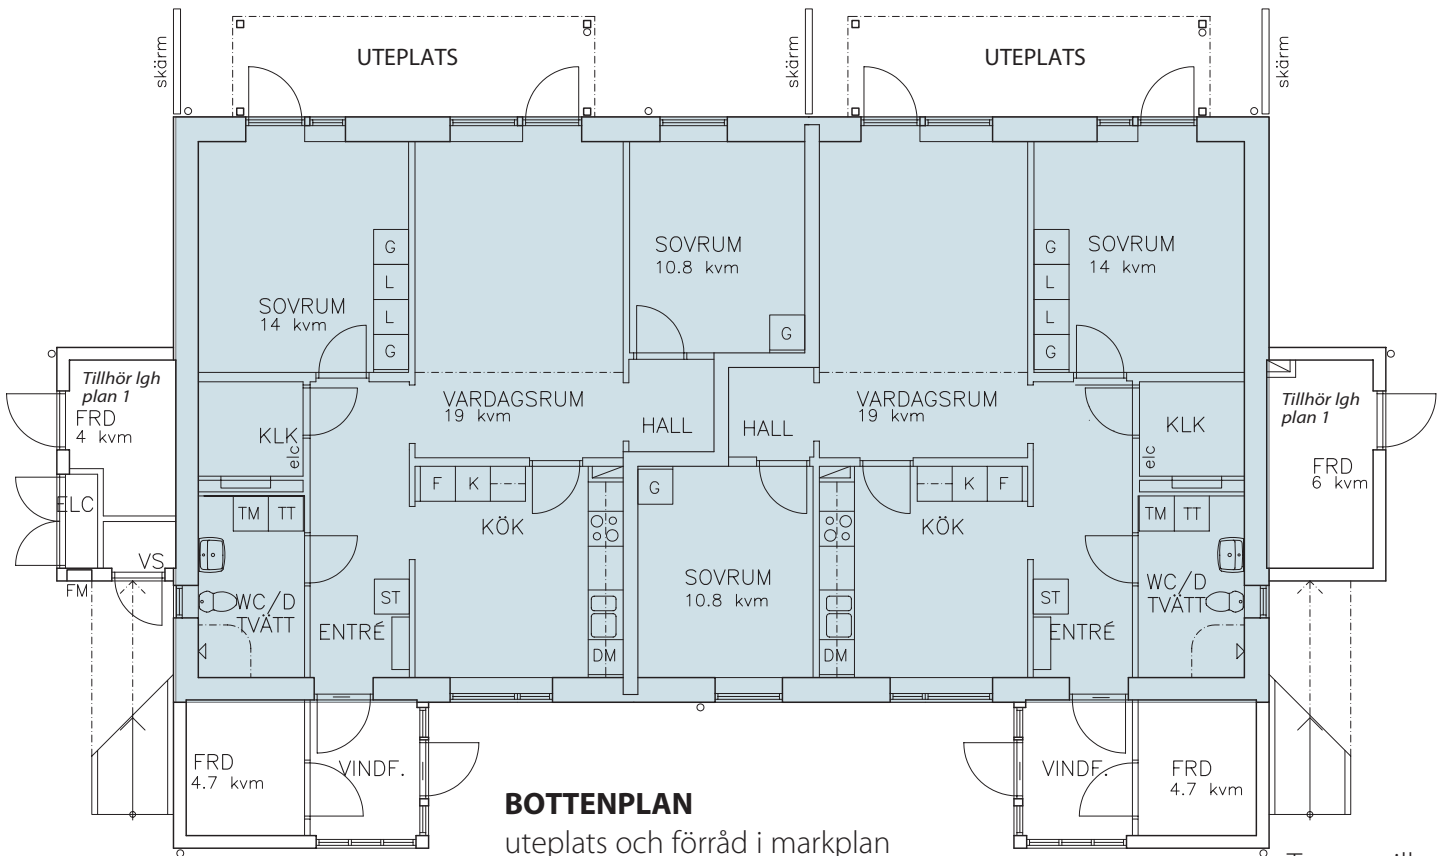 skärm
UTEPLATS
skärm
UTEPLATS
skärm
SOVRUM
10.8 kvm
SOVRUM
14 kvm
G
L
L
G
SOVRUM
14 kvm
G
L
L
G
G
Tillhör lgh
plan 1
FRD
4 kvm
VARDAGSRUM
19 kvm
HALL
HALL
VARDAGSRUM
19 kvm
Tillhör lgh
plan 1
FRD
6 kvm
KLK
elc
KLK
elc
ELC
VS
FM
TM
TT
F
K
KÖK
G
K
F
KÖK
TM
TT
WC/D
TVÄTT
ST
ENTRÉ
DM
SOVRUM
10.8 kvm
DM
ST
ENTRÉ
WC/D
TVÄTT
FRD
4.7 kvm
VINDF.
VINDF.
FRD
4.7 kvm
BOTTENPLAN
uteplats och förråd i markplan